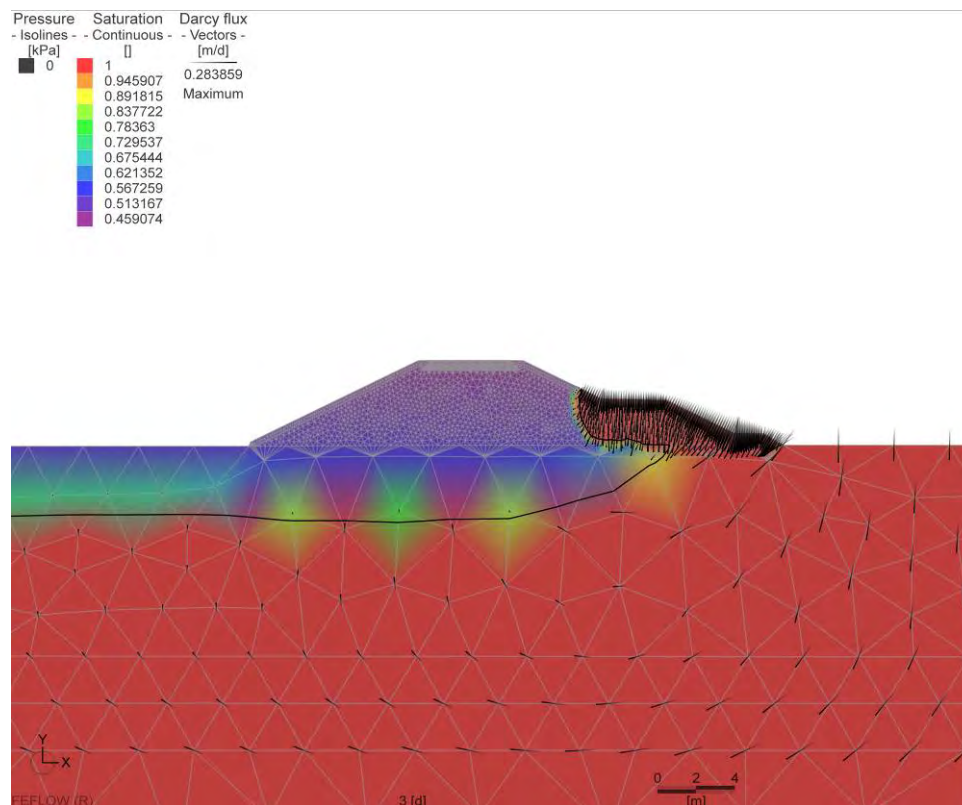 Pressure Saturation Darcy flux
- Isolines - - Continuous - - Vectors -
[kPa] [] [m/d]
0 1 0.283859
0.945907 Maximum
0.891815
0.837722
0.78363
0.729537
0.675444
0.621352
0.567259
0.513167
0.459074
Y
X
0 2 4
[m]
FEFLOW (R)
3 [d]